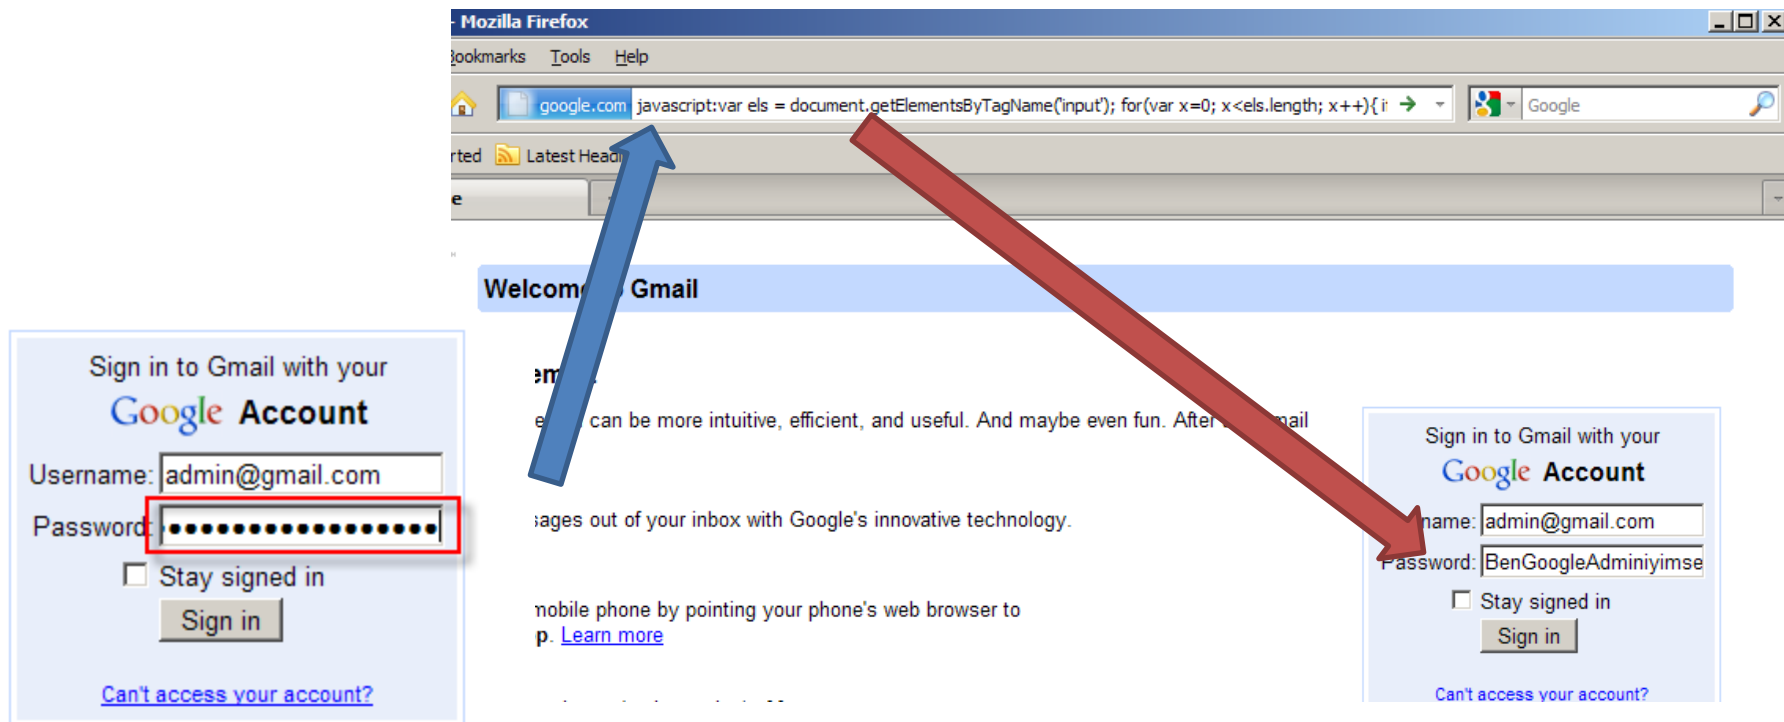 - Mozilla Firefox
Bookmarks Tools Help
google.com javascript:var els = document.getElementsByTagName('input'); for(var x=0; x<els.length; x++){ if
Google
Latest
Welcome Gmail
can be more intuitive, efficient, and useful. And maybe even fun. After
sages out of your inbox with Google's innovative technology.
mobile phone by pointing your phone's web browser to
p. Learn more
Sign in to Gmail with your
Google Account
Username: admin@gmail.com
Password: ••••••••••••••••••
Stay signed in
Sign in
Can't access your account?
Sign in to Gmail with your
Google Account
name: admin@gmail.com
Password: BenGoogleAdminiyimse
Stay signed in
Sign in
Can't access your account?